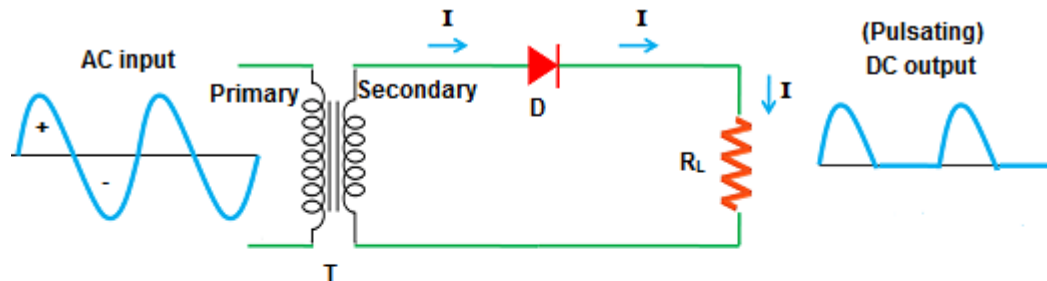 AC input
+
-
Primary
Secondary
T
I
I
D
I
RL
(Pulsating)
DC output